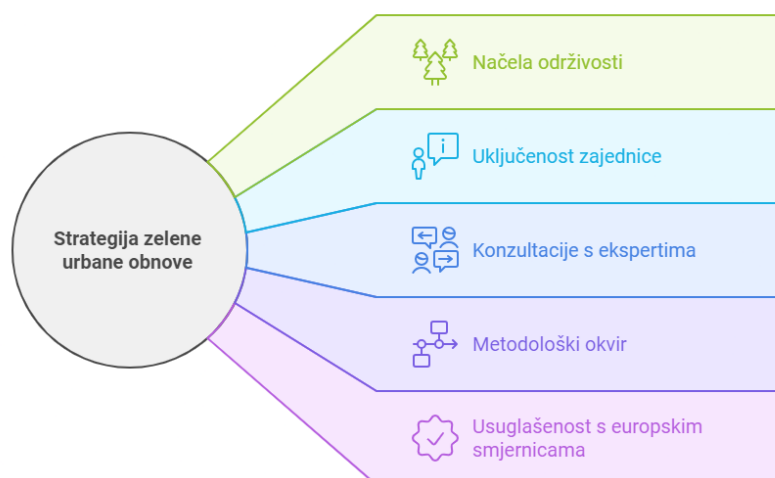 Načela održivosti
Uključenost zajednice
Strategija zelene
urbane obnove
Konzultacije s ekspertima
Metodološki okvir
Usuglašenost s europskim
smjernicama